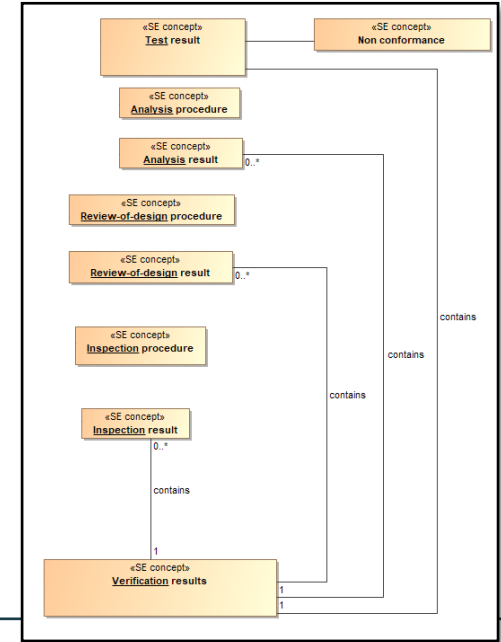 «SE concept»
Test result
«SE concept»
Non conformance
«SE concept»
Analysis procedure
«SE concept»
Analysis result
0..*
«SE concept»
Review-of-design procedure
«SE concept»
Review-of-design result
0..*
contains
«SE concept»
Inspection procedure
contains
contains
«SE concept»
Inspection result
0..*
contains
1
«SE concept»
Verification results
1
1